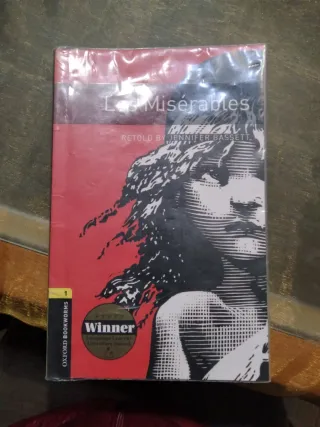 Les Misérables
RETOLD BY JENNIFER BASSETT
1
OXFORD BOOKWORMS
Winner